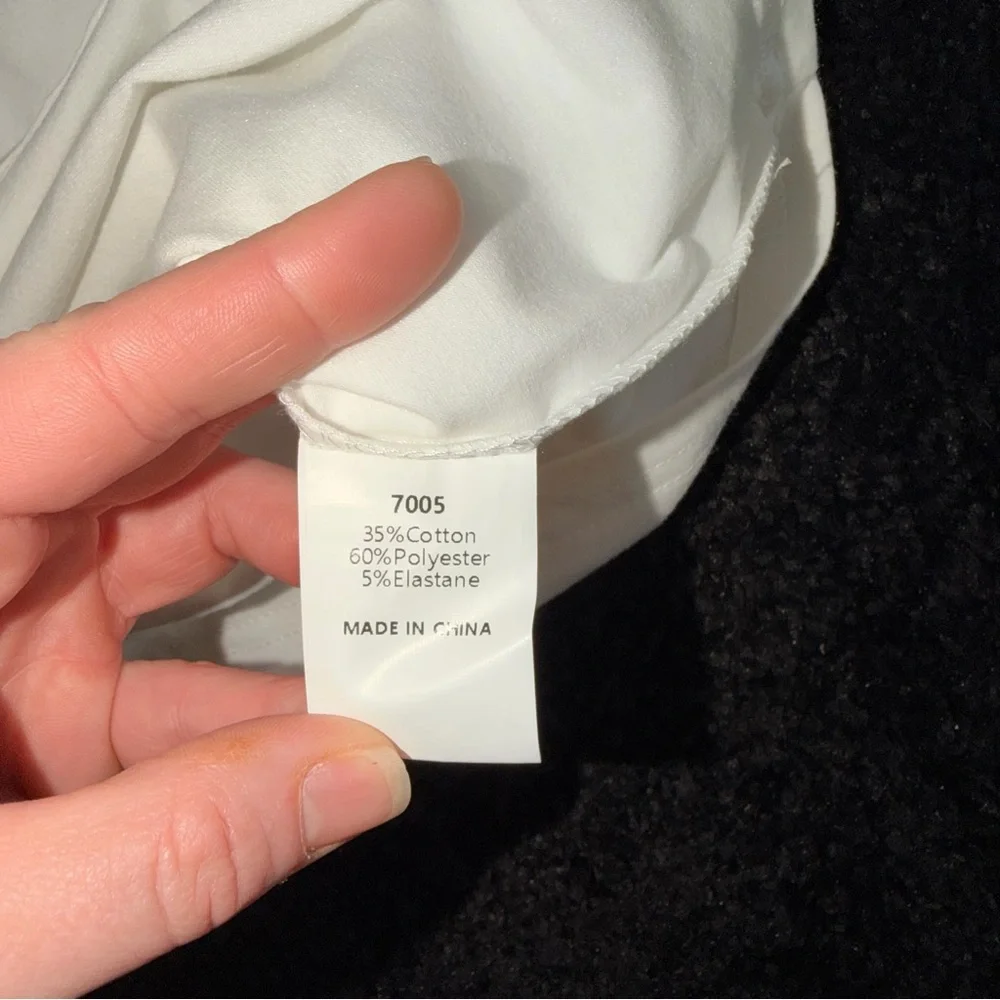 7005
35%Cotton
60%Polyester
5%Elastane
MADE IN CHINA